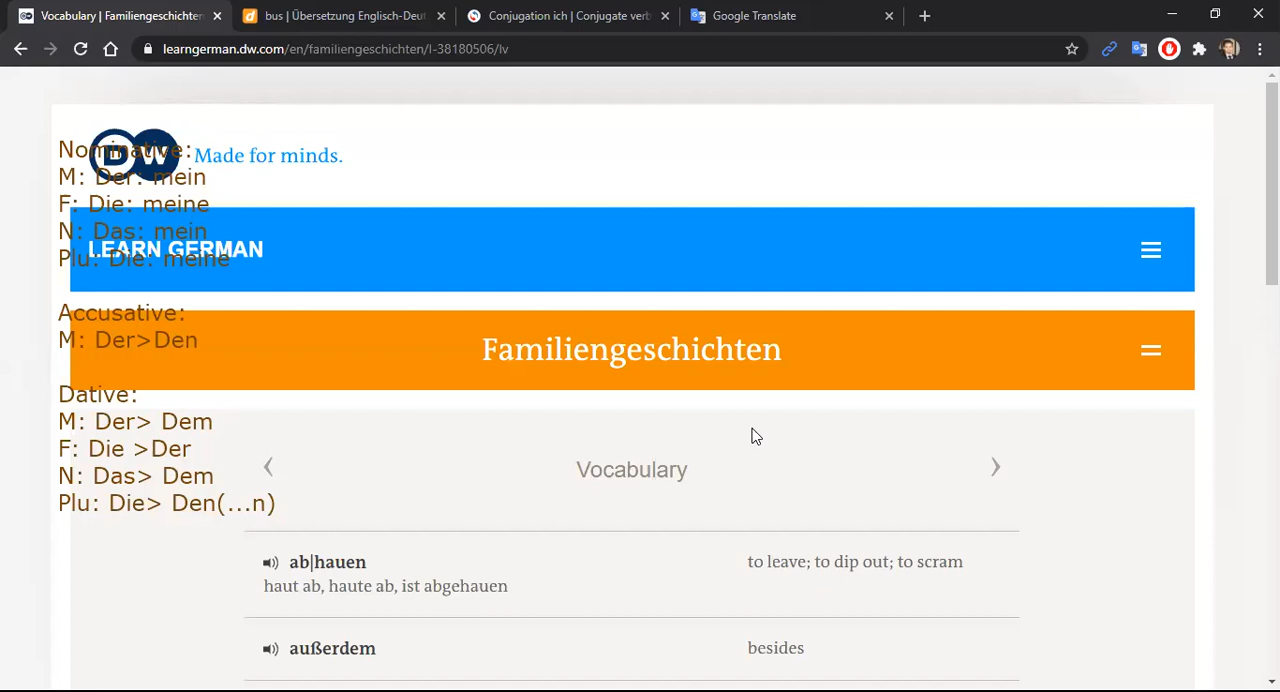 Vocabulary | Familiengeschichten
bus | Übersetzung Englisch-Deut
Conjugation ich | Conjugate verb
Google Translate
learngerman.dw.com/en/familiengeschichten/l-38180506/lv
DW
Made for minds.
Nominative:
M: Der: mein
F: Die: meine
N: Das: mein
Plu: Die: meine
LEARN GERMAN
Accusative:
M: Der>Den
Familiengeschichten
Dative:
M: Der> Dem
F: Die >Der
N: Das> Dem
Plu: Die> Den(...n)
Vocabulary
ab|hauen
to leave; to dip out; to scram
haut ab, haute ab, ist abgehauen
außerdem
besides